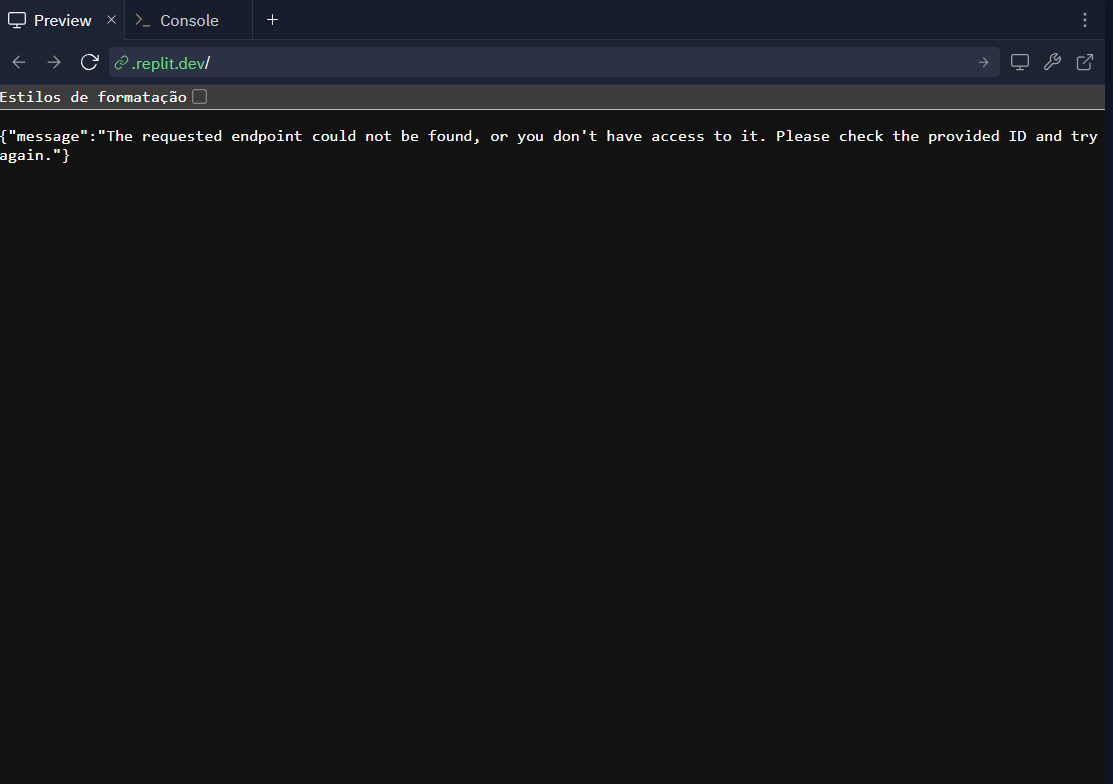 Preview
Console
.replit.dev/
Estilos de formatação
{"message":"The requested endpoint could not be found, or you don't have access to it. Please check the provided ID and try
again."}